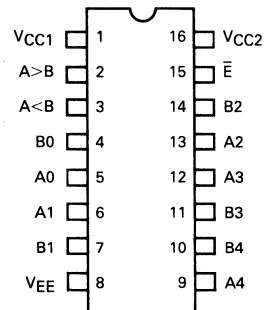 VCC1 1 16 VCC2
A>B 2 15 E̅
A<B 3 14 B2
B0 4 13 A2
A0 5 12 A3
A1 6 11 B3
B1 7 10 B4
VEE 8 9 A4